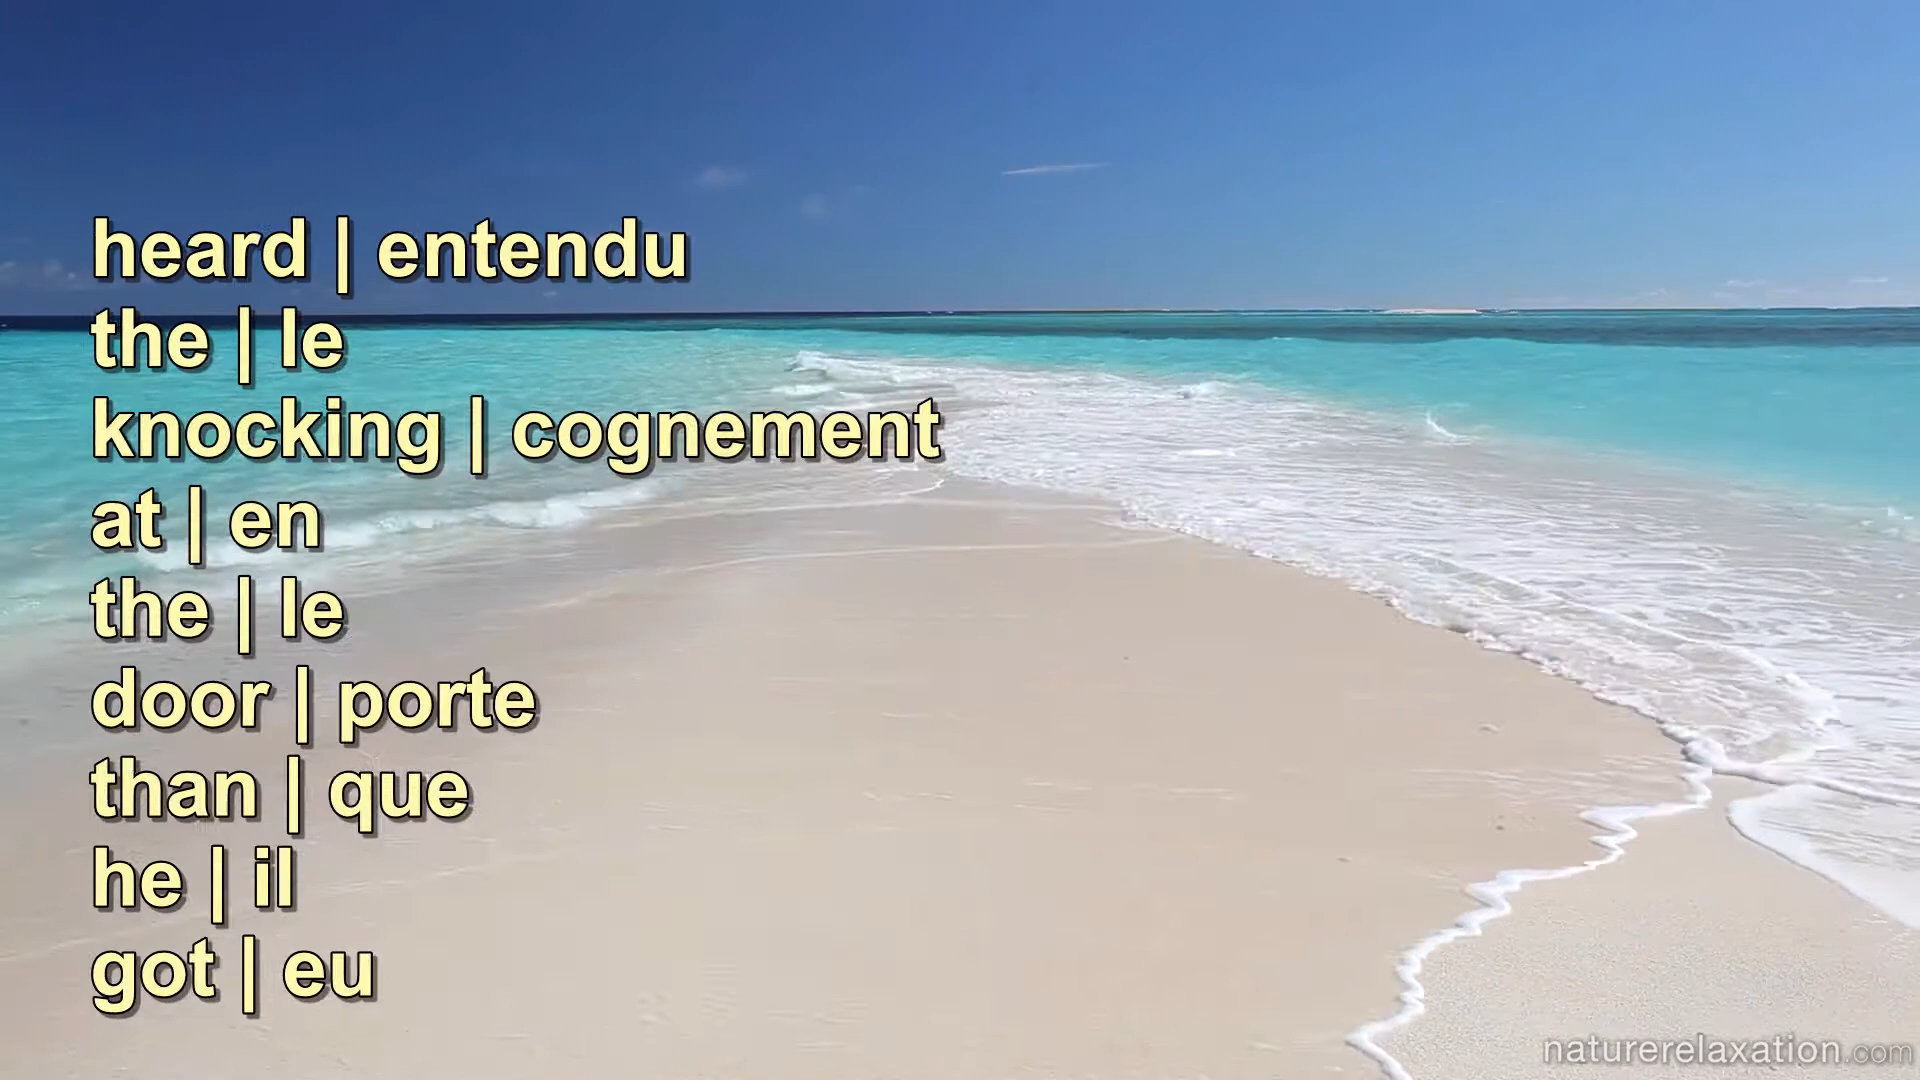 heard | entendu
the | le
knocking | cognement
at | en
the | le
door | porte
than | que
he | il
got | eu
naturerelaxation.com